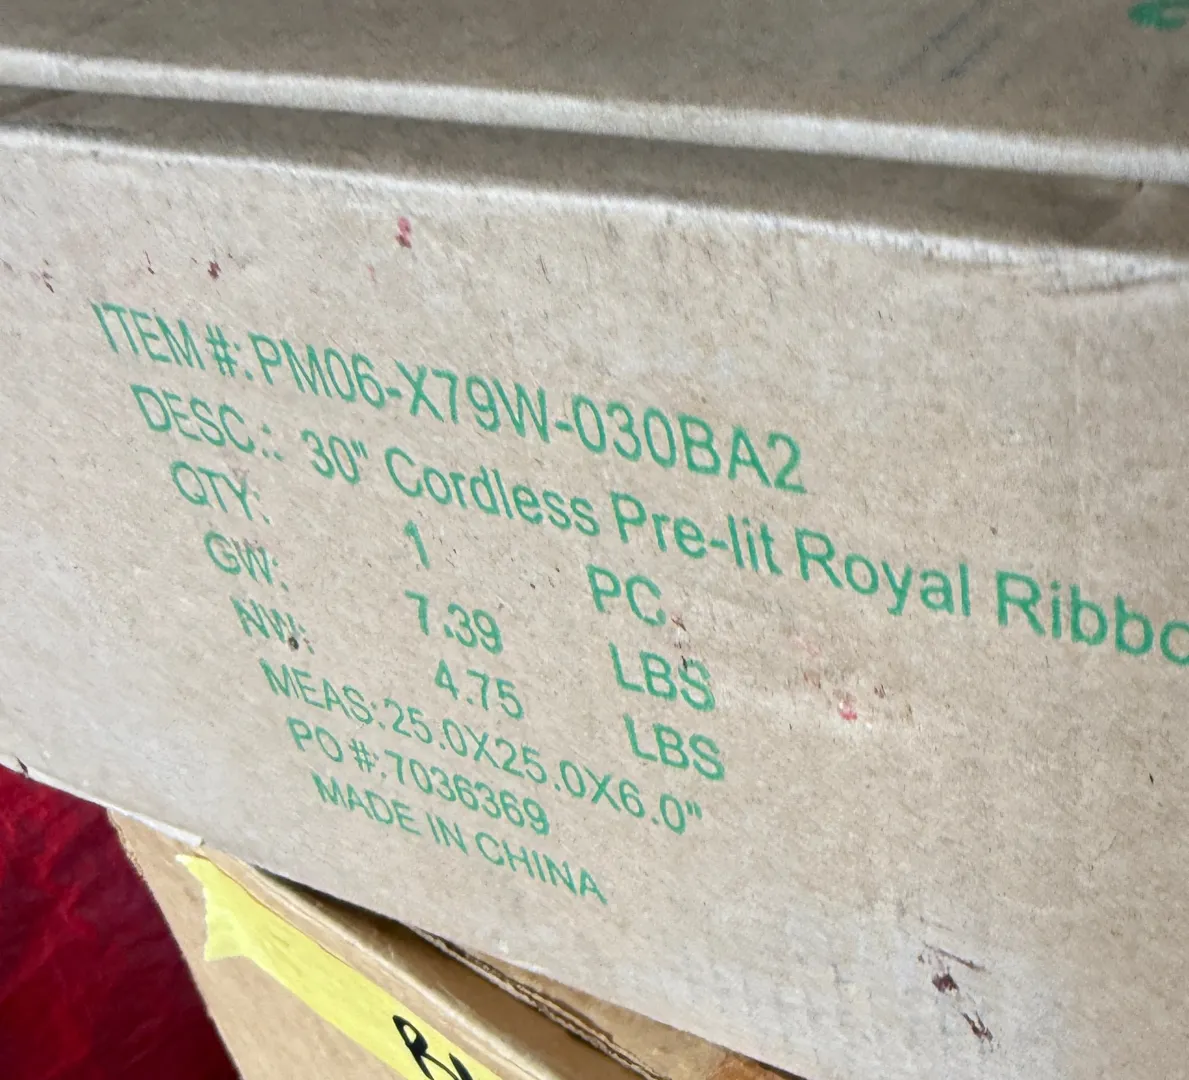 ITEM #: PM06-X79W-030BA2
DESC.: 30" Cordless Pre-lit Royal Ribbo
QTY: 1 PC
GW: 7.39 LBS
NW: 4.75 LBS
MEAS: 25.0X25.0X6.0"
PO #: 7036369
MADE IN CHINA